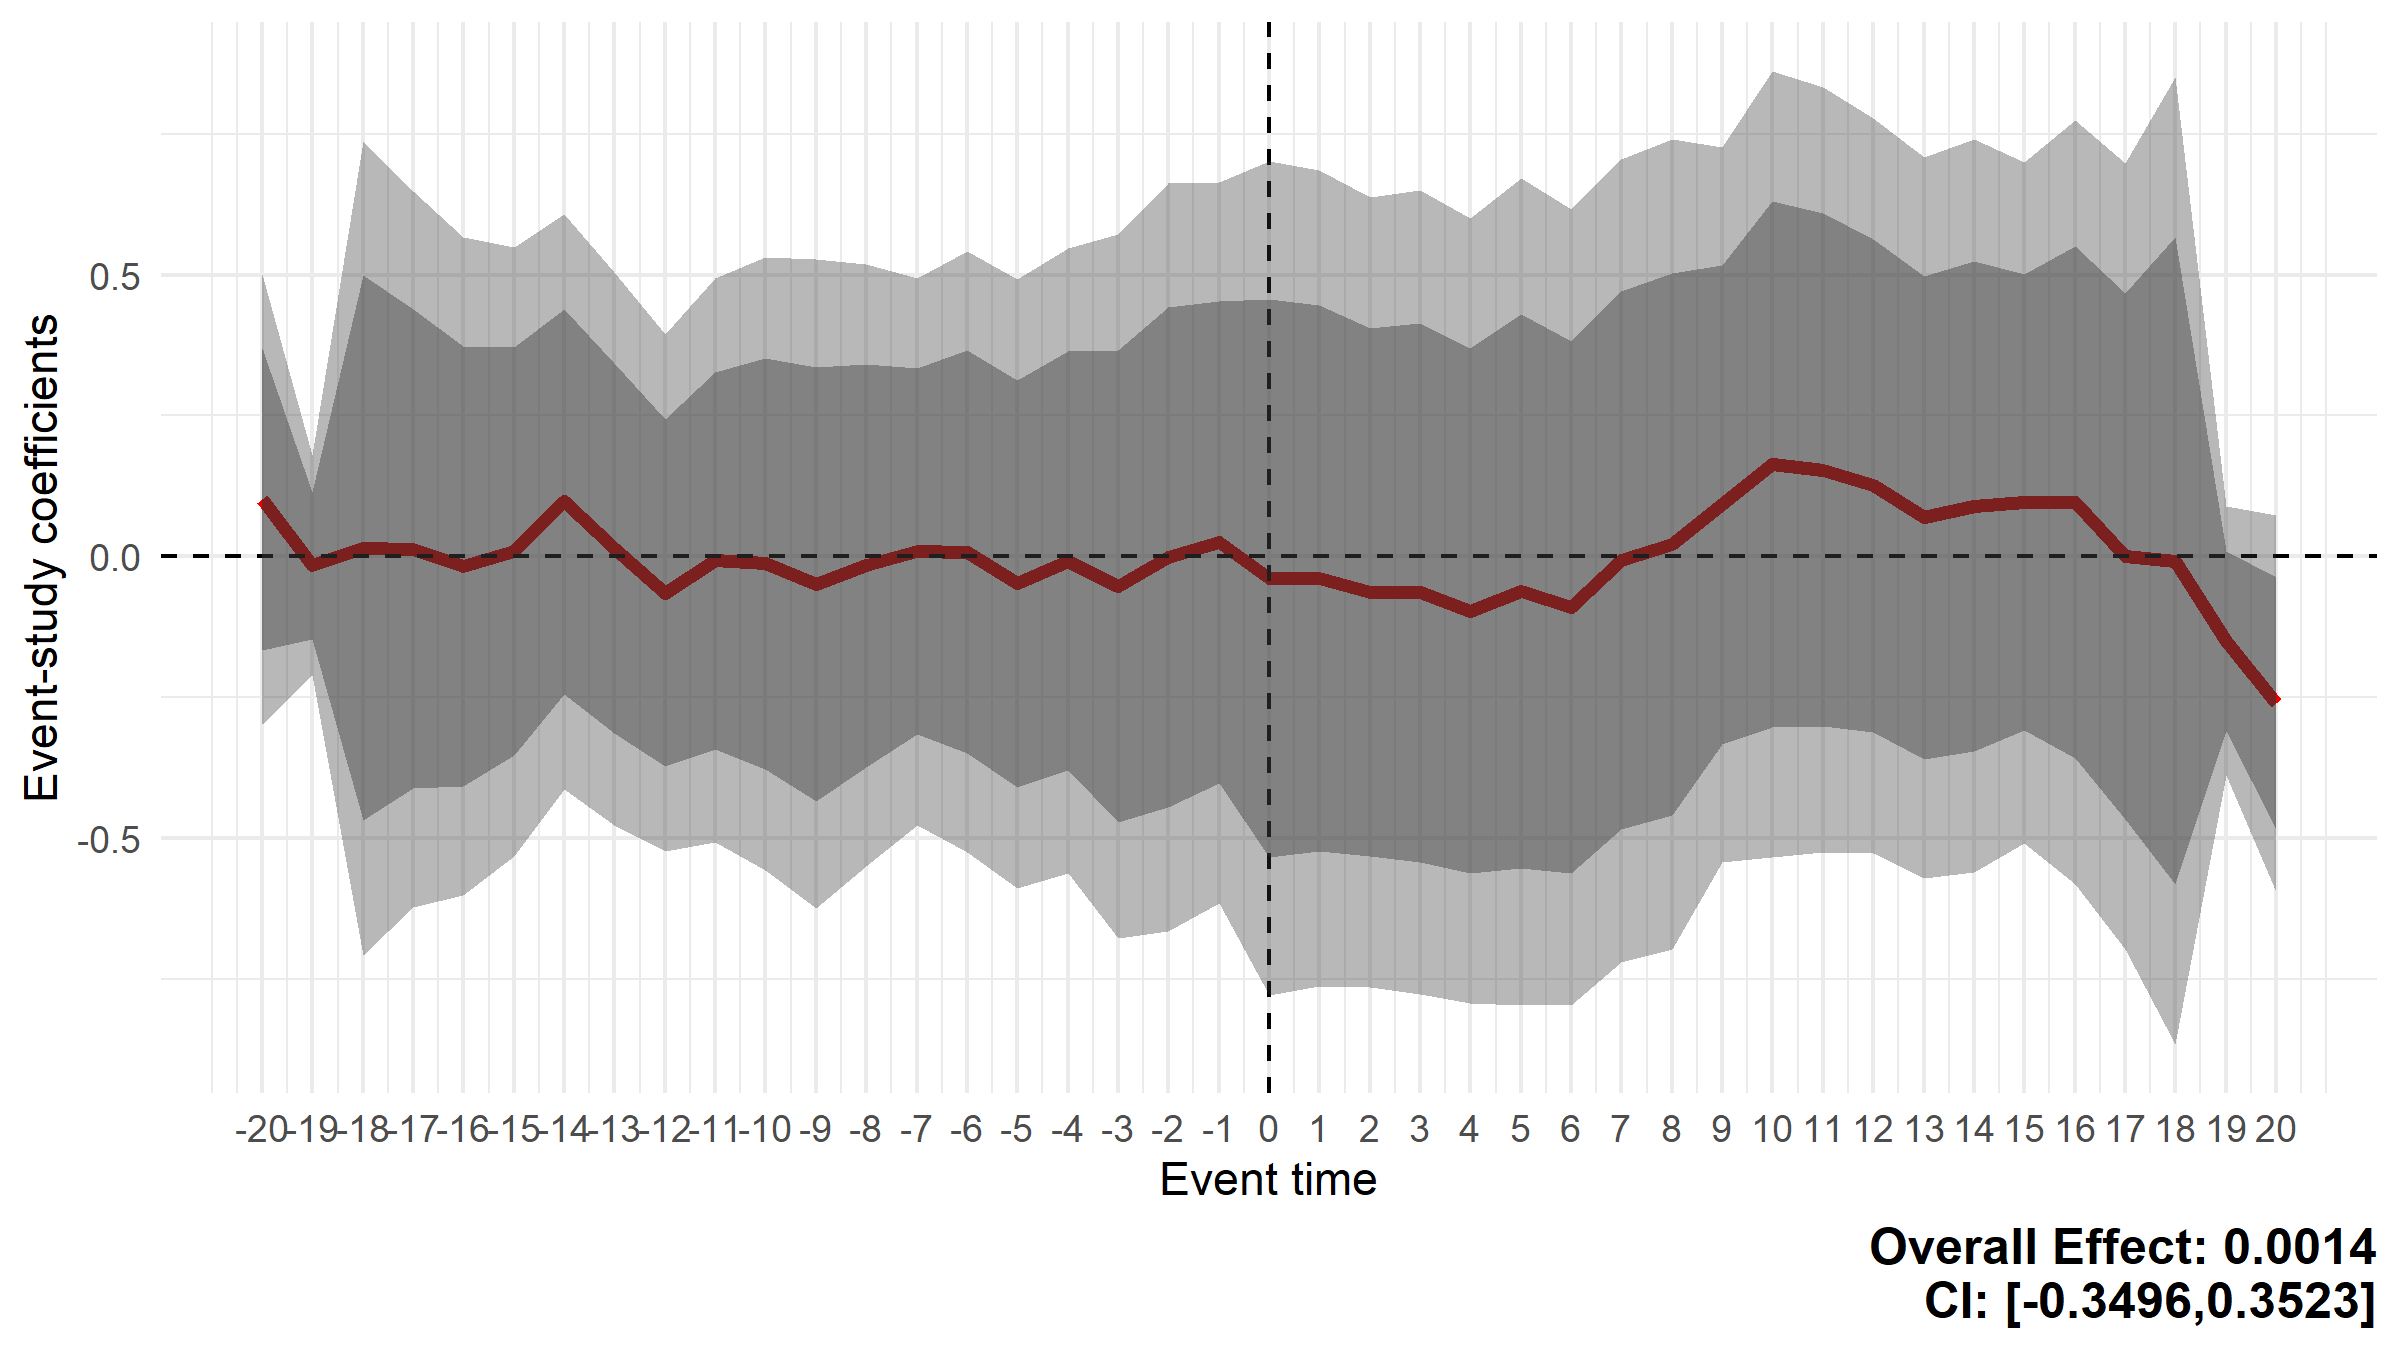 Event-study coefficients
0.5
0.0
-0.5
-20 -19 -18 -17 -16 -15 -14 -13 -12 -11 -10 -9 -8 -7 -6 -5 -4 -3 -2 -1 0 1 2 3 4 5 6 7 8 9 10 11 12 13 14 15 16 17 18 19 20
Event time
Overall Effect: 0.0014
CI: [-0.3496,0.3523]